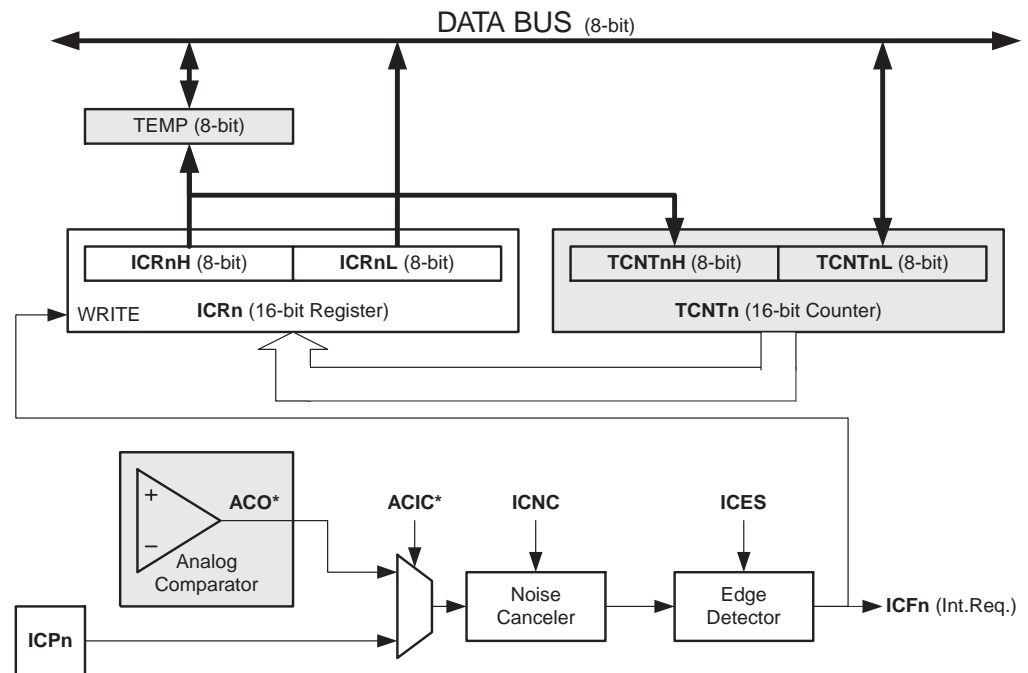 DATA BUS (8-bit)
TEMP (8-bit)
ICRnH (8-bit)
ICRnL (8-bit)
TCNTnH (8-bit)
TCNTnL (8-bit)
WRITE
ICRn (16-bit Register)
TCNTn (16-bit Counter)
+
−
ACO*
Analog
Comparator
ACIC*
ICNC
ICES
Noise
Canceler
Edge
Detector
ICFn (Int.Req.)
ICPn